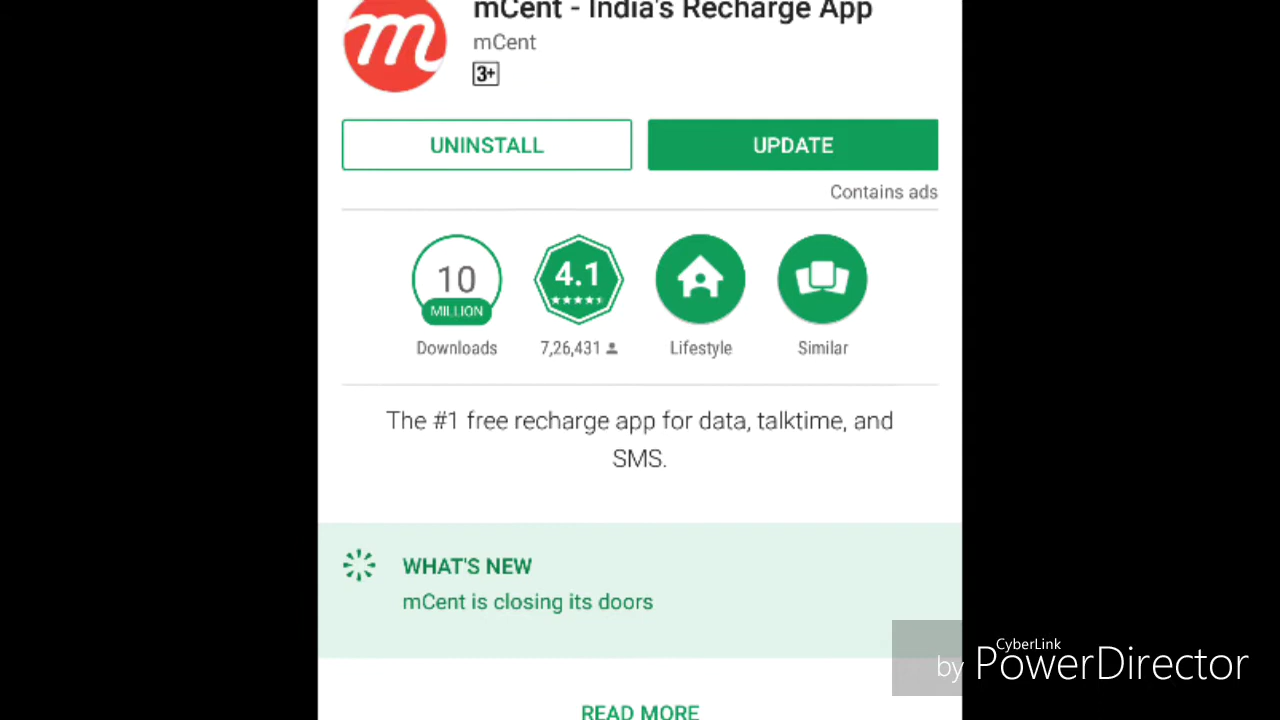 mCent - India's Recharge App
m
mCent
3+
UNINSTALL
UPDATE
Contains ads
10
MILLION
4.1
Downloads
7,26,431
Lifestyle
Similar
The #1 free recharge app for data, talktime, and
SMS.
WHAT'S NEW
mCent is closing its doors
CyberLink
by PowerDirector
READ MORE